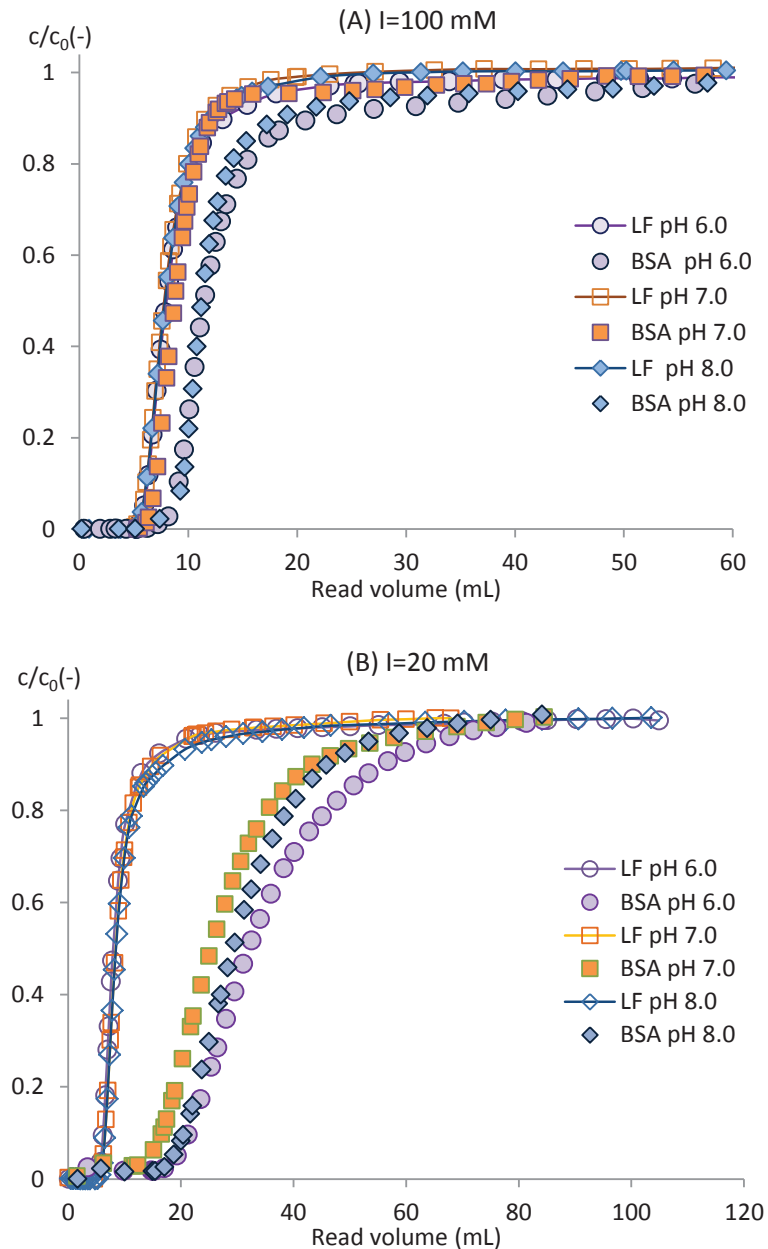 (A) I=100 mM
c/c0(-)
1
0.8
0.6
0.4
0.2
0
LF pH 6.0
BSA pH 6.0
LF pH 7.0
BSA pH 7.0
LF pH 8.0
BSA pH 8.0
0 10 20 30 40 50 60
Read volume (mL)
(B) I=20 mM
c/c0(-)
1
0.8
0.6
0.4
0.2
0
LF pH 6.0
BSA pH 6.0
LF pH 7.0
BSA pH 7.0
LF pH 8.0
BSA pH 8.0
0 20 40 60 80 100 120
Read volume (mL)